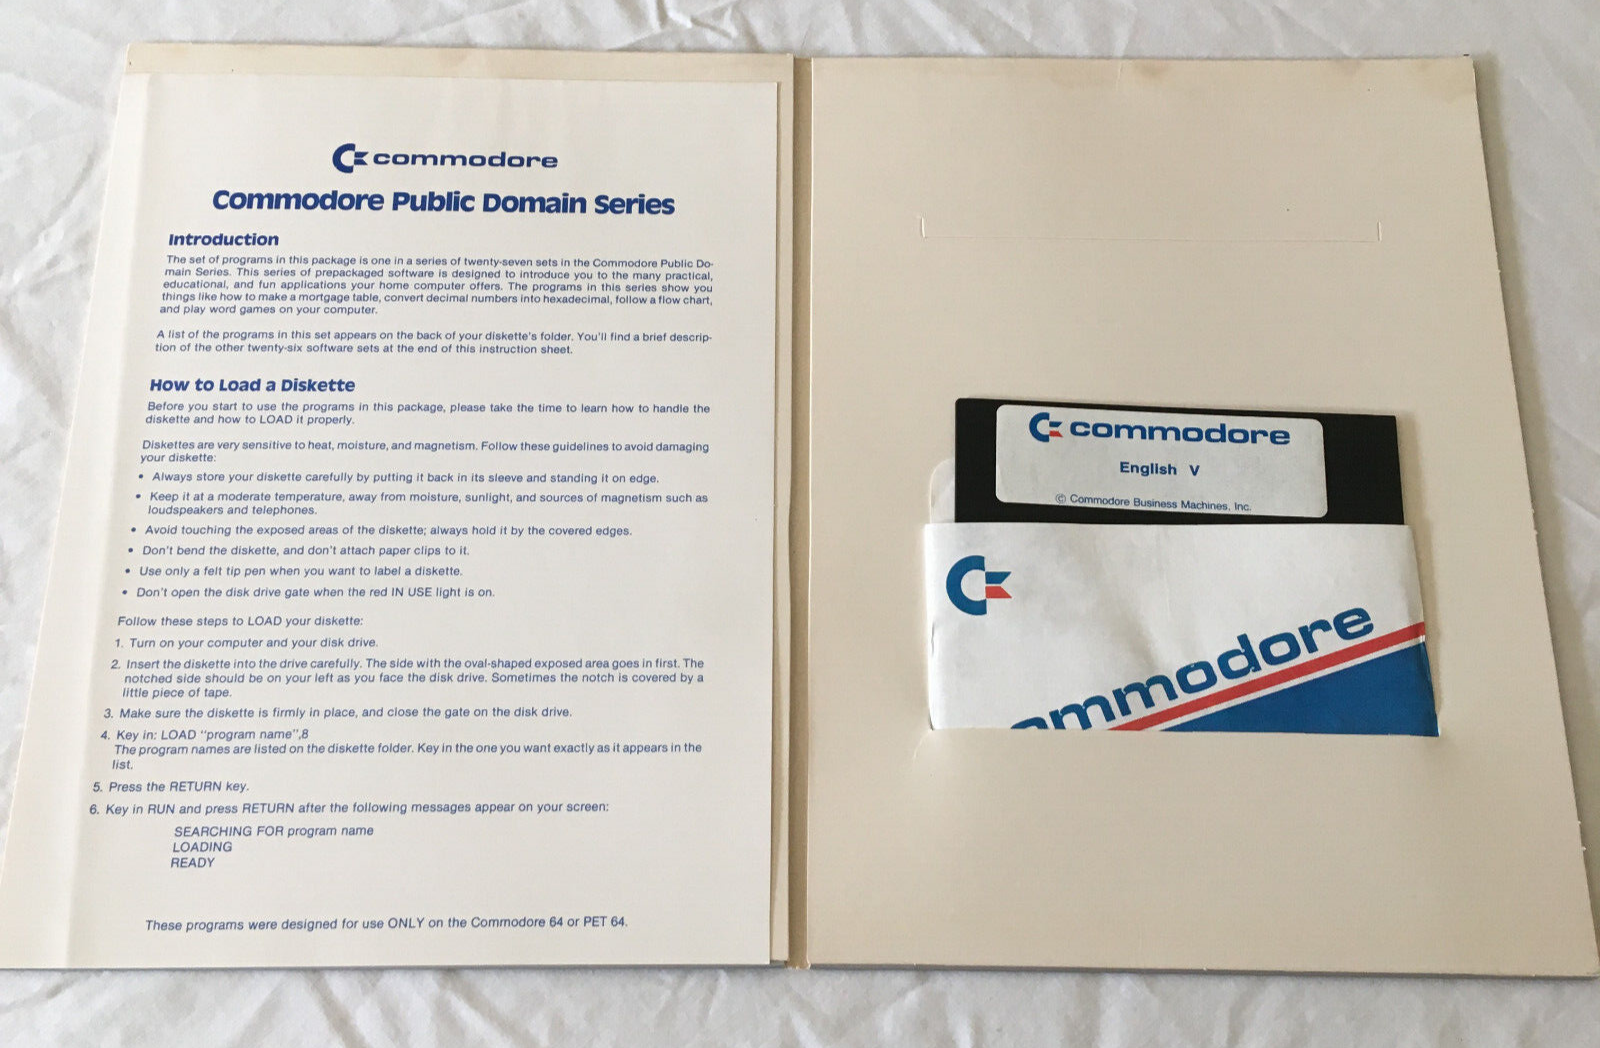 commodore
Commodore Public Domain Series
Introduction
The set of programs in this package is one in a series of twenty-seven sets in the Commodore Public Do-
main Series. This series of prepackaged software is designed to introduce you to the many practical,
educational, and fun applications your home computer offers. The programs in this series show you
things like how to make a mortgage table, convert decimal numbers into hexadecimal, follow a flow chart,
and play word games on your computer.
A list of the programs in this set appears on the back of your diskette's folder. You'll find a brief descrip-
tion of the other twenty-six software sets at the end of this instruction sheet.
How to Load a Diskette
Before you start to use the programs in this package, please take the time to learn how to handle the
diskette and how to LOAD it properly.
Diskettes are very sensitive to heat, moisture, and magnetism. Follow these guidelines to avoid damaging
your diskette:
• Always store your diskette carefully by putting it back in its sleeve and standing it on edge.
• Keep it at a moderate temperature, away from moisture, sunlight, and sources of magnetism such as
loudspeakers and telephones.
• Avoid touching the exposed areas of the diskette; always hold it by the covered edges.
• Don't bend the diskette, and don't attach paper clips to it.
• Use only a felt tip pen when you want to label a diskette.
• Don't open the disk drive gate when the red IN USE light is on.
Follow these steps to LOAD your diskette:
1. Turn on your computer and your disk drive.
2. Insert the diskette into the drive carefully. The side with the oval-shaped exposed area goes in first. The
notched side should be on your left as you face the disk drive. Sometimes the notch is covered by a
little piece of tape.
3. Make sure the diskette is firmly in place, and close the gate on the disk drive.
4. Key in: LOAD "program name",8
The program names are listed on the diskette folder. Key in the one you want exactly as it appears in the
list.
5. Press the RETURN key.
6. Key in RUN and press RETURN after the following messages appear on your screen:
SEARCHING FOR program name
LOADING
READY
These programs were designed for use ONLY on the Commodore 64 or PET 64.
commodore
English V
© Commodore Business Machines, Inc.
ommodore